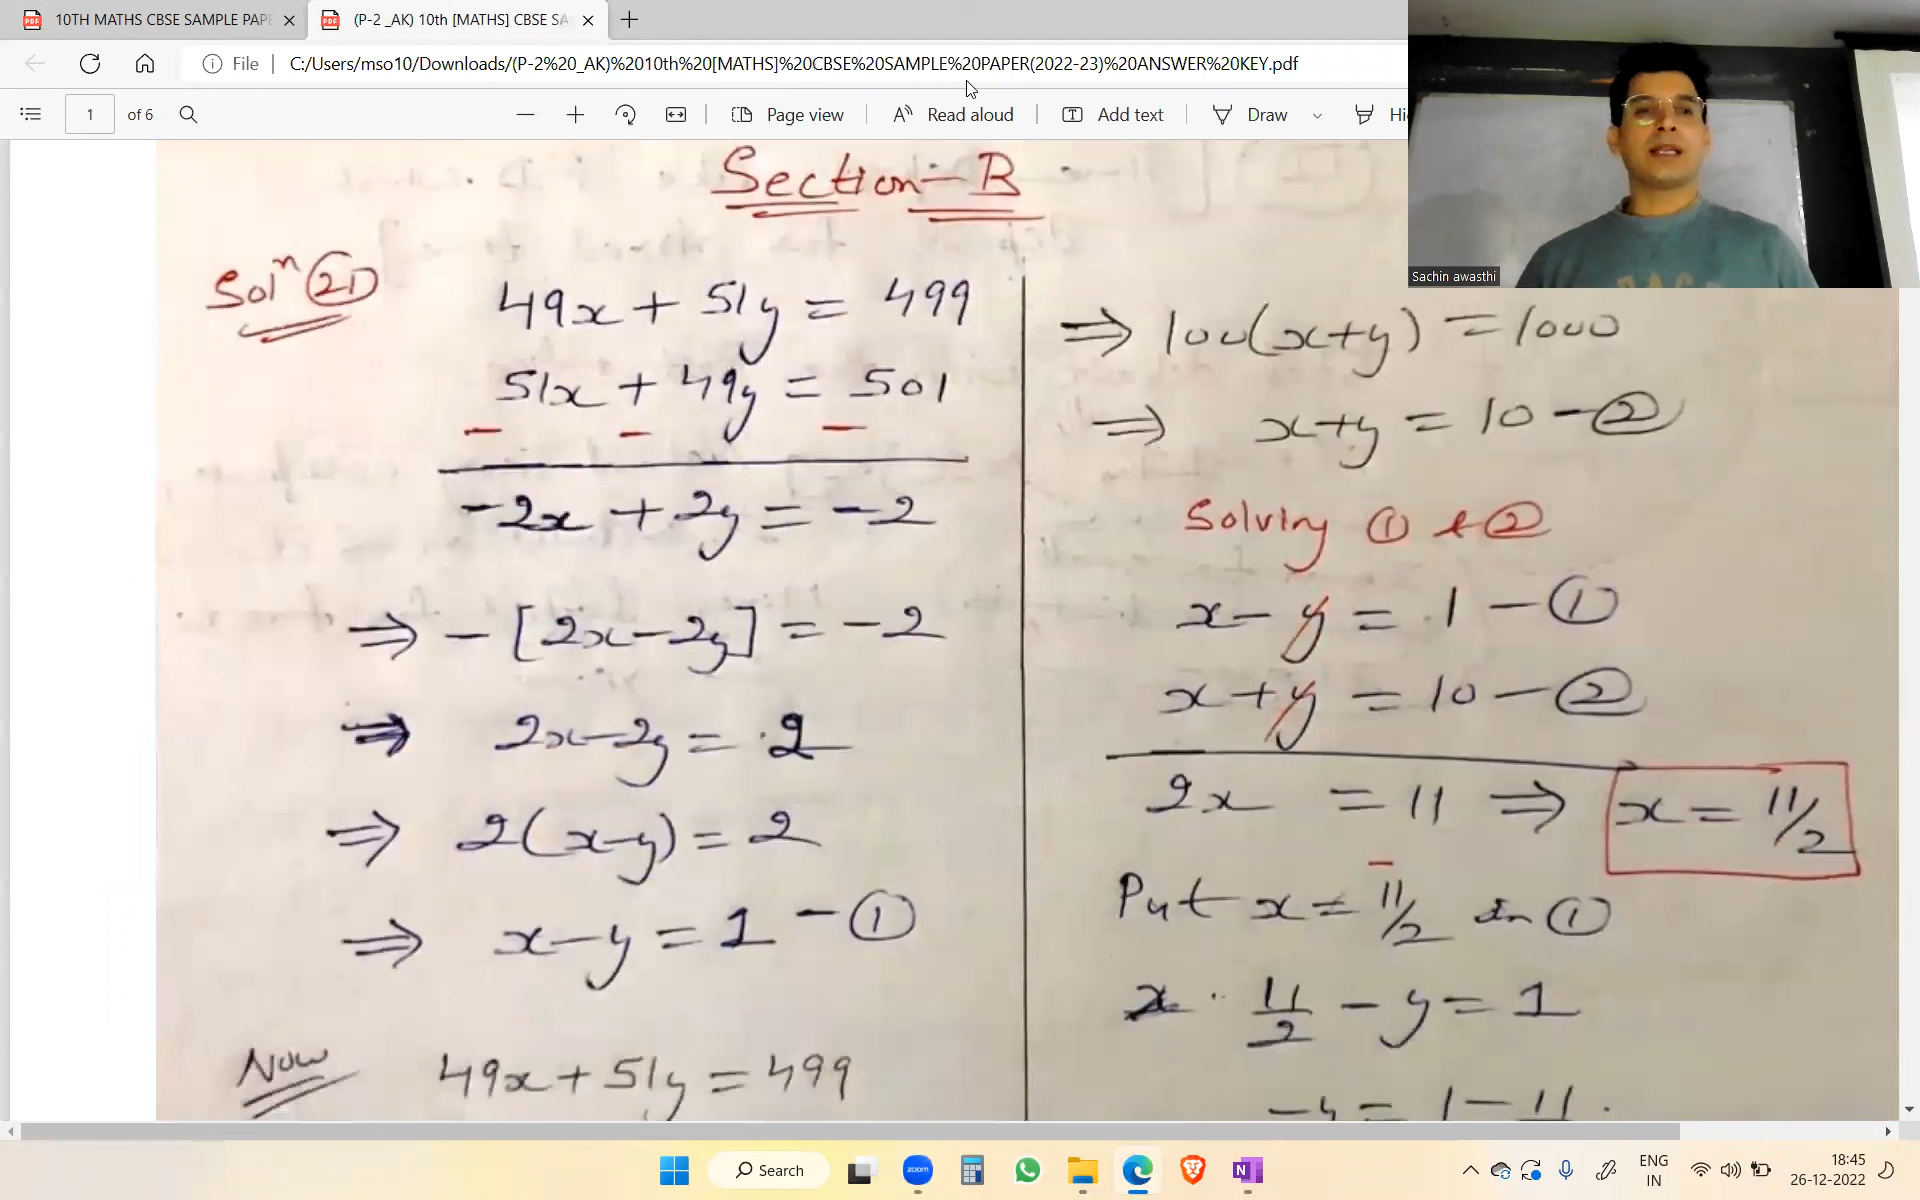 10TH MATHS CBSE SAMPLE PAP
(P-2 _AK) 10th [MATHS] CBSE SA
File
C:/Users/mso10/Downloads/(P-2%20_AK)%2010th%20[MATHS]%20CBSE%20SAMPLE%20PAPER(2022-23)%20ANSWER%20KEY.pdf
1 of 6
Page view
Read aloud
Add text
Draw
Hi
Sachin awasthi
Section-B
Solⁿ 21
49x + 51y = 499
51x + 49y = 501
- - -
-2x + 2y = -2
⇒ - [2x-2y] = -2
⇒ 2x-2y = 2
⇒ 2(x-y) = 2
⇒ x-y = 1 - ①
Now 49x + 51y = 499
⇒ 100(x+y) = 1000
⇒ x+y = 10 - ②
Solving ① & ②
x - y = 1 - ①
x + y = 10 - ②
2x = 11 ⇒ x = 11/2
Put x = 11/2 in ①
11/2 - y = 1
-y = 1 - 11
Search
zoom
N
ENG
IN
18:45
26-12-2022